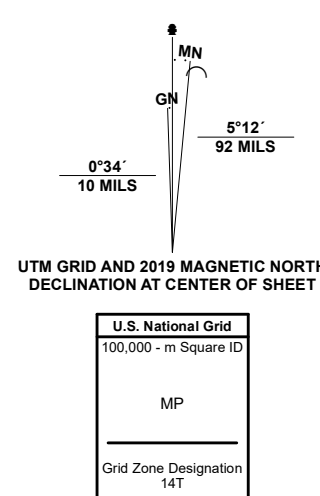 MN
GN
5°12´
92 MILS
0°34´
10 MILS
UTM GRID AND 2019 MAGNETIC NORTH
DECLINATION AT CENTER OF SHEET
U.S. National Grid
100,000 - m Square ID
MP
Grid Zone Designation
14T